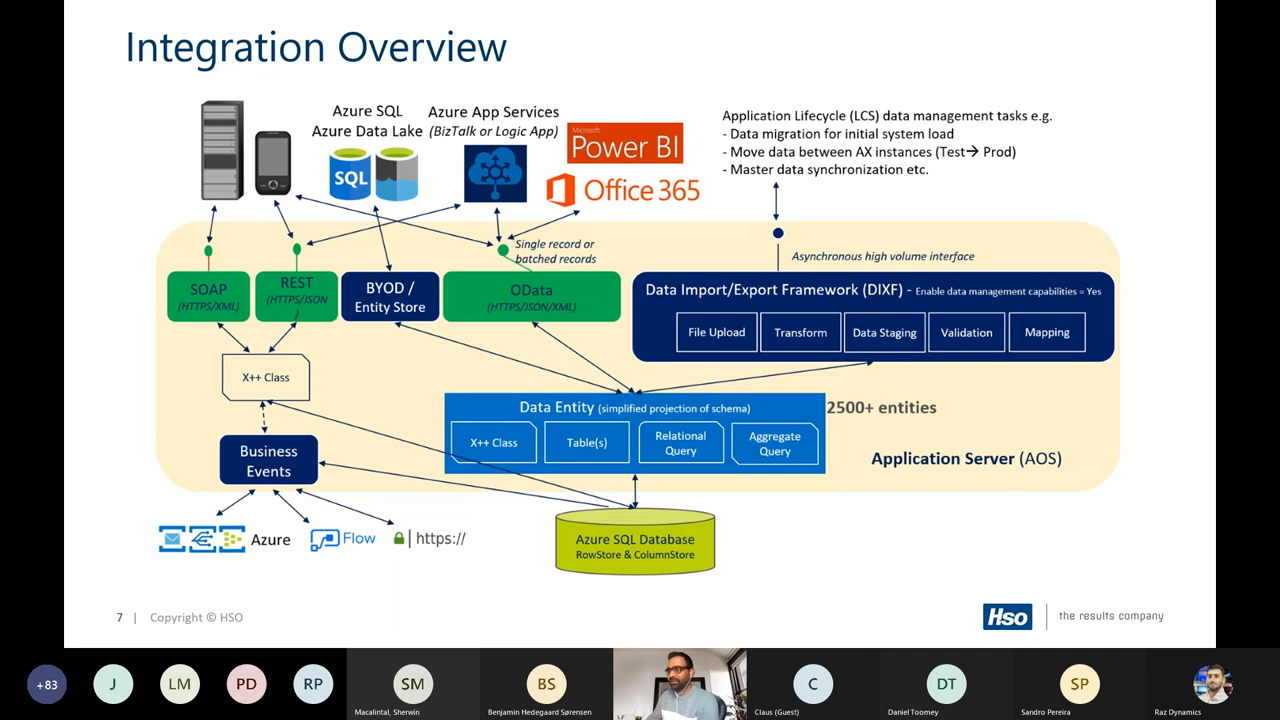 Integration Overview
Azure SQL
Azure Data Lake
Azure App Services
(BizTalk or Logic App)
Microsoft
Power BI
Office 365
SQL
Application Lifecycle (LCS) data management tasks e.g.
- Data migration for initial system load
- Move data between AX instances (Test→ Prod)
- Master data synchronization etc.
Single record or
batched records
Asynchronous high volume interface
SOAP
(HTTPS/XML)
REST
(HTTPS/JSON
)
BYOD /
Entity Store
OData
(HTTPS/JSON/XML)
Data Import/Export Framework (DIXF) - Enable data management capabilities = Yes
File Upload
Transform
Data Staging
Validation
Mapping
X++ Class
Data Entity (simplified projection of schema)
2500+ entities
X++ Class
Table(s)
Relational
Query
Aggregate
Query
Business
Events
Application Server (AOS)
Azure
Flow
| https://
Azure SQL Database
RowStore & ColumnStore
7 | Copyright © HSO
Hso
the results company
+83
J
LM
PD
RP
SM
Macalintal, Sherwin
BS
Benjamin Hedegaard Sørensen
C
Claus (Guest)
DT
Daniel Toomey
SP
Sandro Pereira
Raz Dynamics